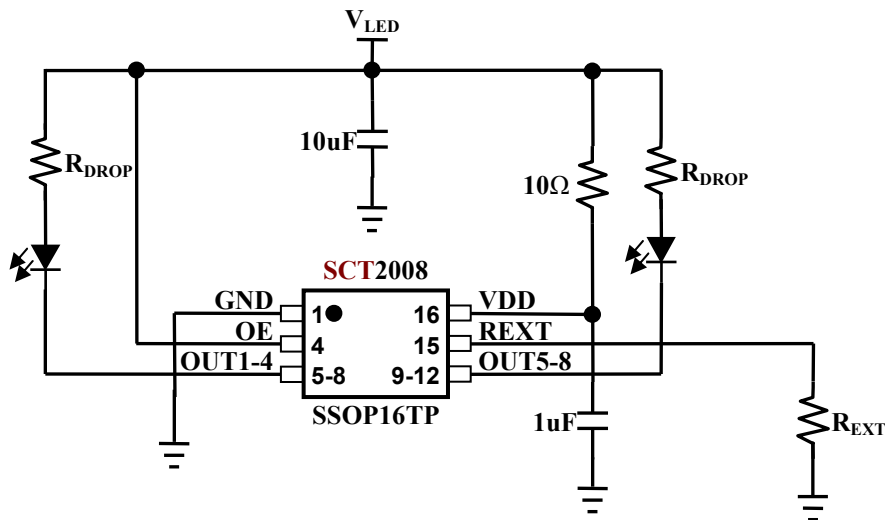 VLED
10uF
RDROP
10Ω
RDROP
SCT2008
GND
1
16
VDD
OE
4
15
REXT
OUT1-4
5-8
9-12
OUT5-8
SSOP16TP
1uF
REXT